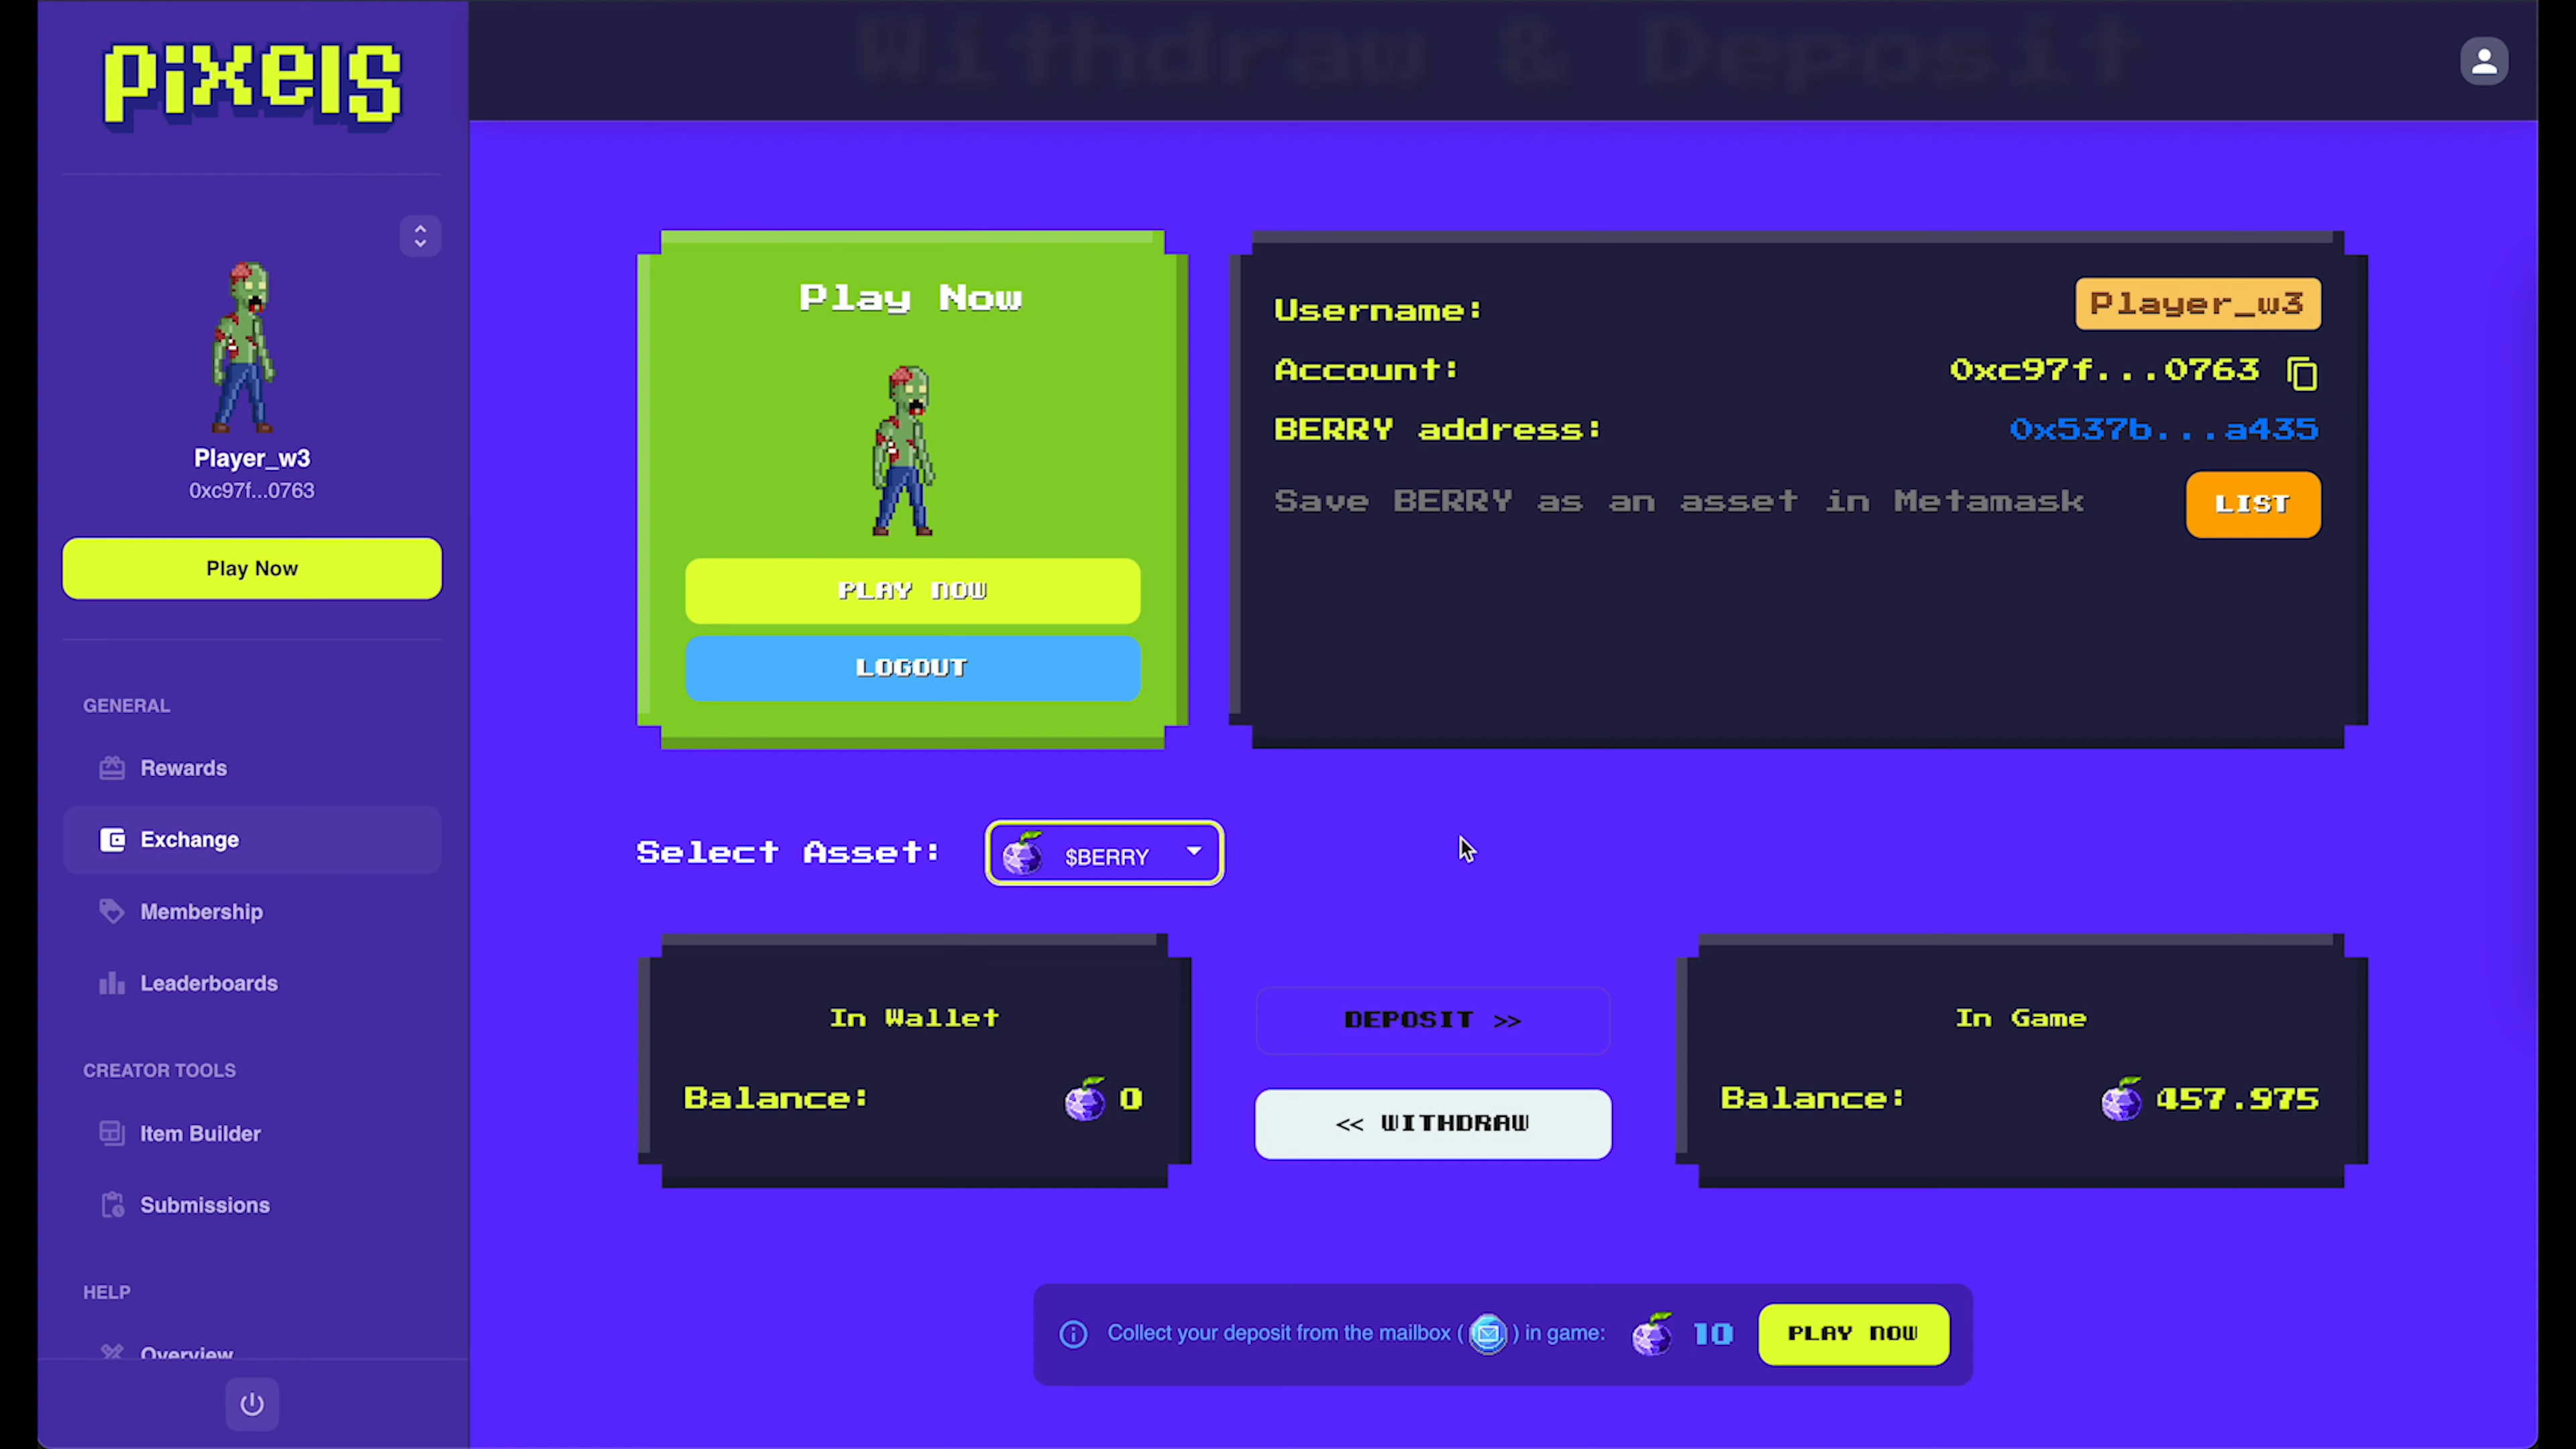 Withdraw & Deposit
pixels
Player_w3
0xc97f...0763
Play Now
GENERAL
Rewards
Exchange
Membership
Leaderboards
CREATOR TOOLS
Item Builder
Submissions
HELP
Overview
Play Now
PLAY NOW
LOGOUT
Username:
Player_w3
Account:
0xc97f...0763
BERRY address:
0x537b...a435
Save BERRY as an asset in Metamask
LIST
Select Asset:
$BERRY
In Wallet
Balance:
0
DEPOSIT >>
<< WITHDRAW
In Game
Balance:
457.975
Collect your deposit from the mailbox ( ) in game:
10
PLAY NOW